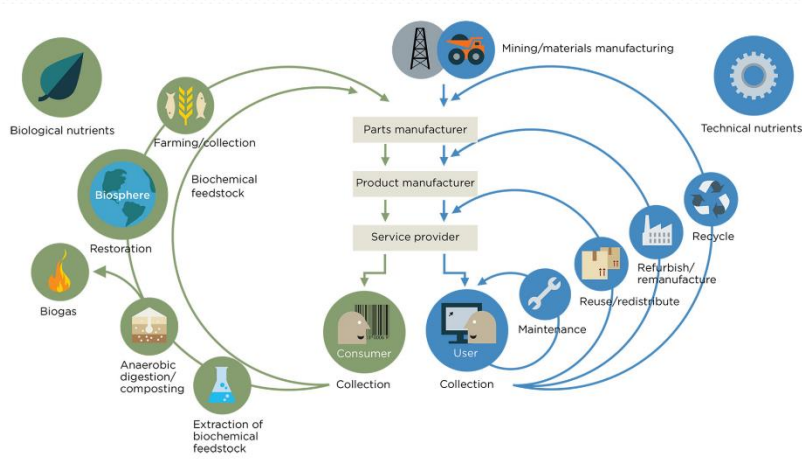 Mining/materials manufacturing
Biological nutrients
Technical nutrients
Farming/collection
Parts manufacturer
Biochemical
feedstock
Product manufacturer
Biosphere
Restoration
Service provider
Recycle
Refurbish/
remanufacture
Reuse/redistribute
Biogas
Maintenance
Consumer
User
Anaerobic
digestion/
composting
Collection
Collection
Extraction of
biochemical
feedstock